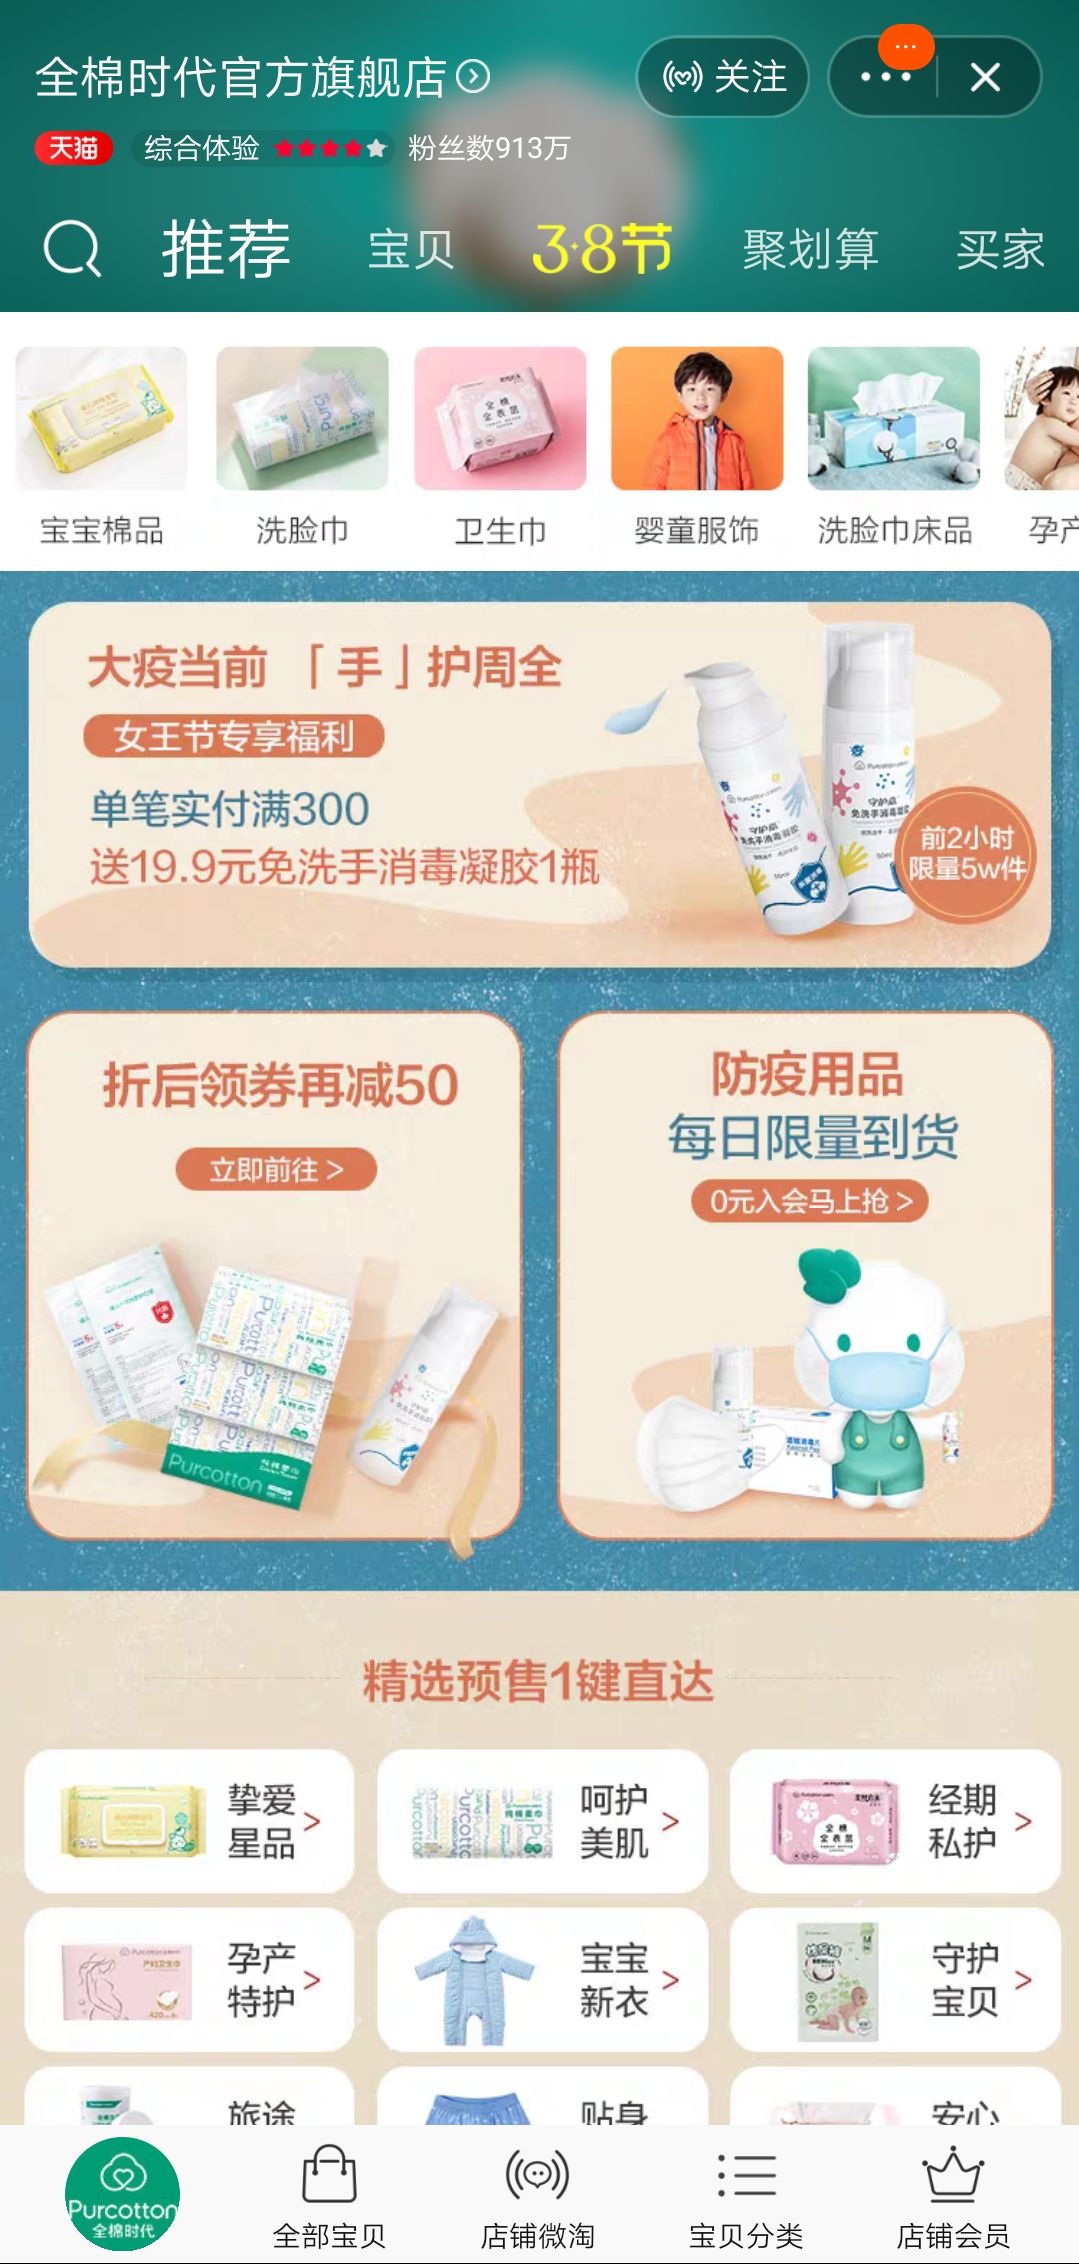 全棉时代官方旗舰店
关注
天猫 综合体验 粉丝数913万
推荐 宝贝 3·8节 聚划算 买家
宝宝棉品 洗脸巾 卫生巾 婴童服饰 洗脸巾床品 孕产
大疫当前 「手」护周全
女王节专享福利
单笔实付满300
送19.9元免洗手消毒凝胶1瓶
前2小时
限量5w件
折后领券再减50
立即前往 >
防疫用品
每日限量到货
0元入会马上抢 >
Purcotton
精选预售1键直达
挚爱
星品 >
呵护
美肌 >
经期
私护 >
孕产
特护 >
宝宝
新衣 >
守护
宝贝 >
旅途
贴身
安心
Purcotton
全棉时代
全部宝贝
店铺微淘
宝贝分类
店铺会员